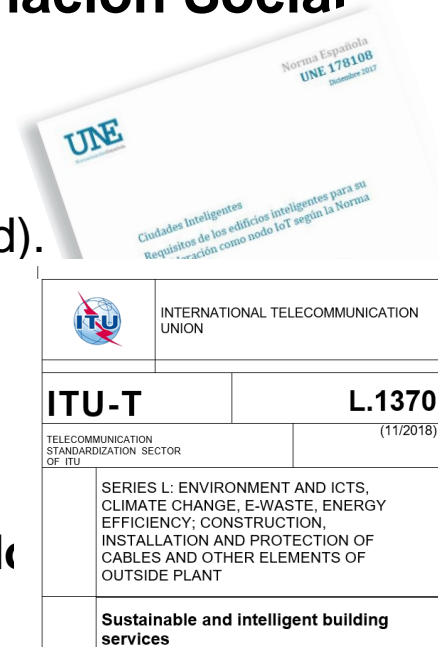 Norma Española
UNE 178108
Diciembre 2017
UNE
Ciudades Inteligentes
Requisitos de los edificios inteligentes para su
como nodo IoT según la Norma
d).
ITU
INTERNATIONAL TELECOMMUNICATION
UNION
ITU-T
L.1370
TELECOMMUNICATION
STANDARDIZATION SECTOR
OF ITU
(11/2018)
SERIES L: ENVIRONMENT AND ICTS,
CLIMATE CHANGE, E-WASTE, ENERGY
EFFICIENCY; CONSTRUCTION,
INSTALLATION AND PROTECTION OF
CABLES AND OTHER ELEMENTS OF
OUTSIDE PLANT
Sustainable and intelligent building
services